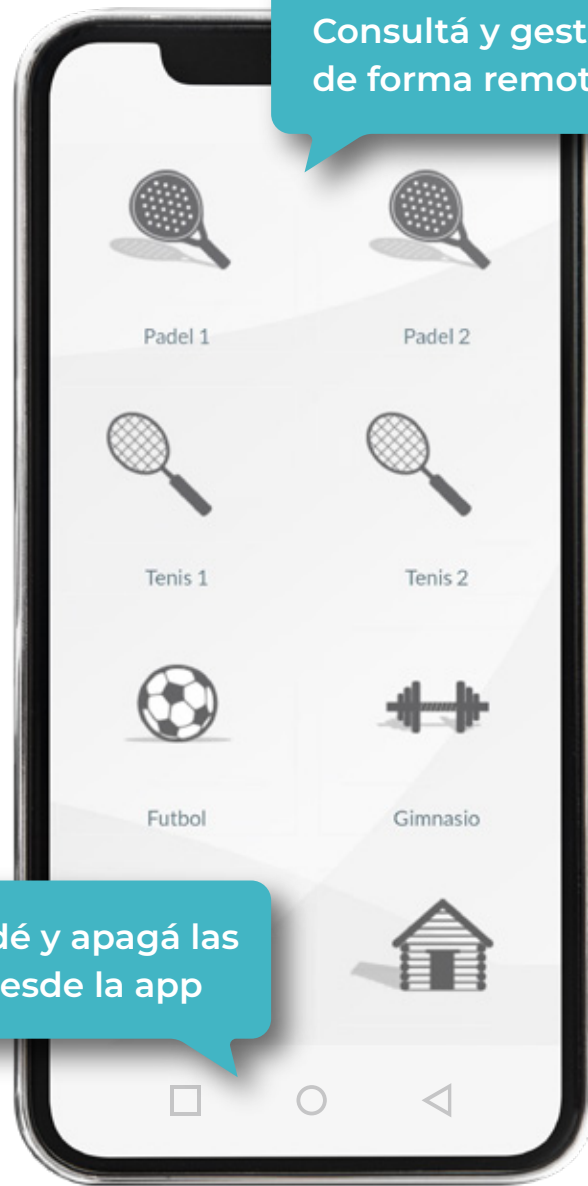 Consultá y gest
de forma remot
Padel 1
Padel 2
Tenis 1
Tenis 2
Futbol
Gimnasio
dé y apagá las
esde la app